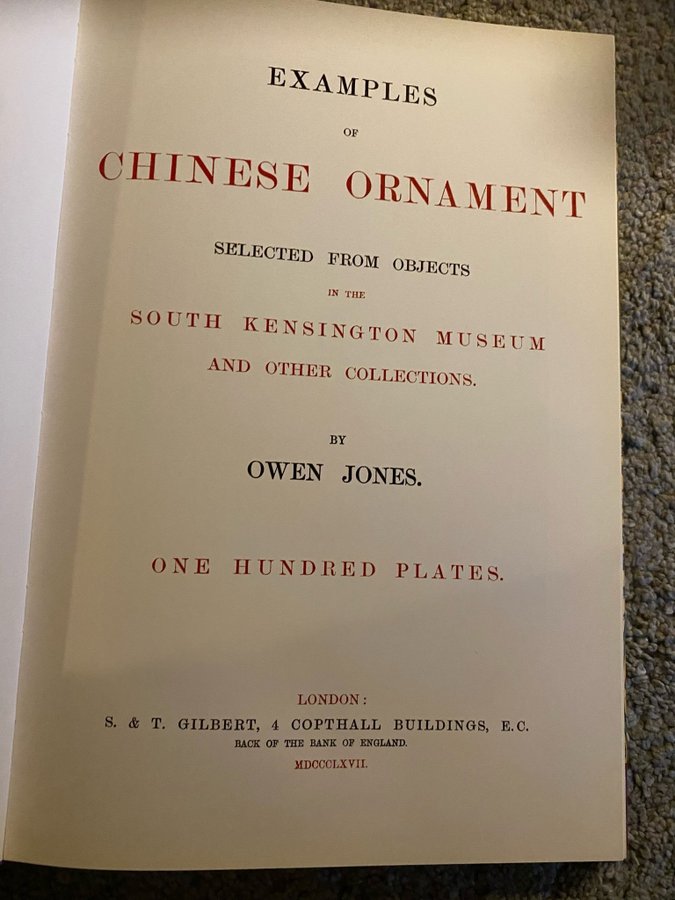 EXAMPLES
OF
CHINESE ORNAMENT
SELECTED FROM OBJECTS
IN THE
SOUTH KENSINGTON MUSEUM
AND OTHER COLLECTIONS.
BY
OWEN JONES.
ONE HUNDRED PLATES.
LONDON:
S. & T. GILBERT, 4 COPTHALL BUILDINGS, E.C.
BACK OF THE BANK OF ENGLAND.
MDCCCLXVII.